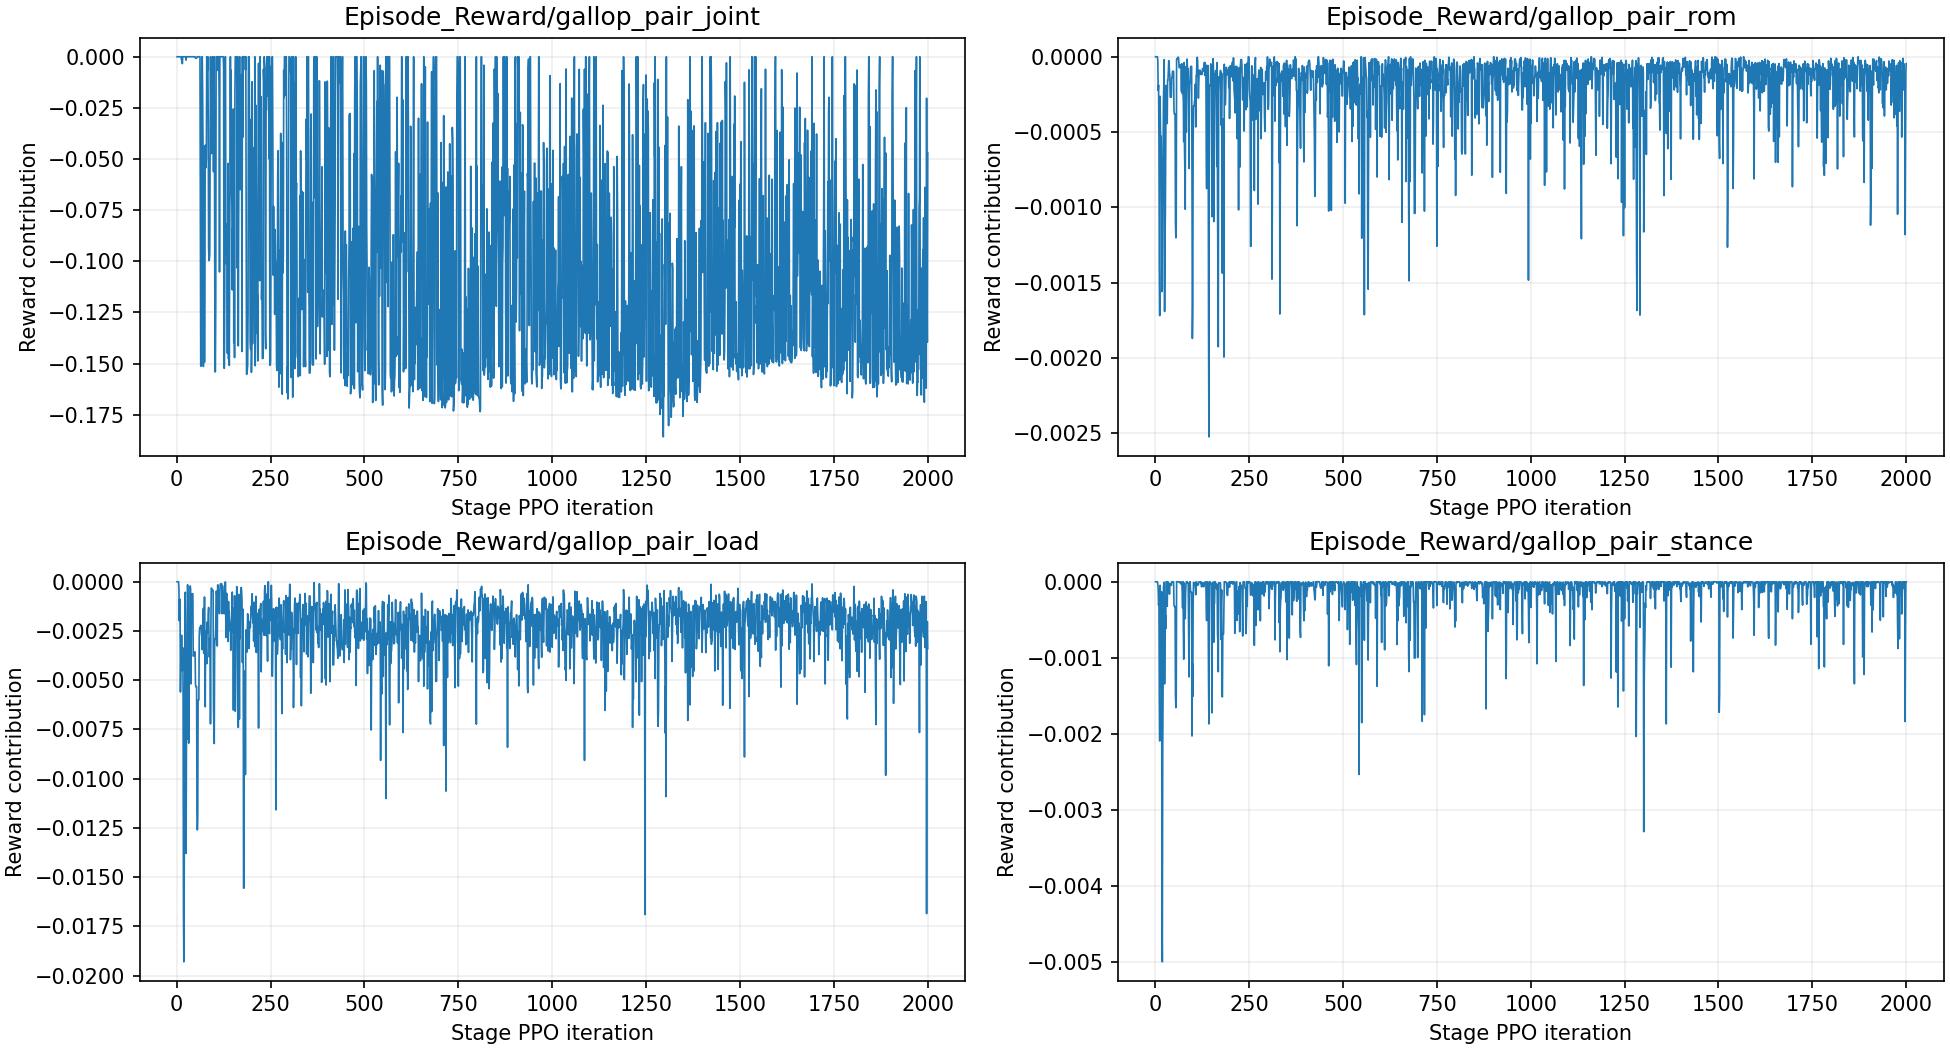 Episode_Reward/gallop_pair_joint
Reward contribution
0.000
−0.025
−0.050
−0.075
−0.100
−0.125
−0.150
−0.175
0 250 500 750 1000 1250 1500 1750 2000
Stage PPO iteration
Episode_Reward/gallop_pair_rom
Reward contribution
0.0000
−0.0005
−0.0010
−0.0015
−0.0020
−0.0025
0 250 500 750 1000 1250 1500 1750 2000
Stage PPO iteration
Episode_Reward/gallop_pair_load
Reward contribution
0.0000
−0.0025
−0.0050
−0.0075
−0.0100
−0.0125
−0.0150
−0.0175
−0.0200
0 250 500 750 1000 1250 1500 1750 2000
Stage PPO iteration
Episode_Reward/gallop_pair_stance
Reward contribution
0.000
−0.001
−0.002
−0.003
−0.004
−0.005
0 250 500 750 1000 1250 1500 1750 2000
Stage PPO iteration